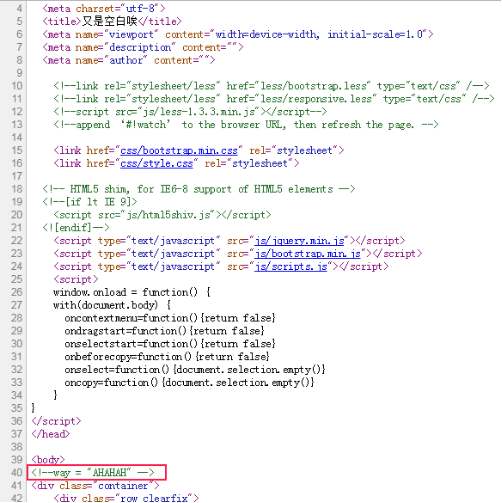 4 <meta charset="utf-8">
5 <title>又是空白唉</title>
6 <meta name="viewport" content="width=device-width, initial-scale=1.0">
7 <meta name="description" content="">
8 <meta name="author" content="">
9
10 <!--link rel="stylesheet/less" href="less/bootstrap.less" type="text/css" /-->
11 <!--link rel="stylesheet/less" href="less/responsive.less" type="text/css" /-->
12 <!--script src="js/less-1.3.3.min.js"></script-->
13 <!--append ‘#!watch’ to the browser URL, then refresh the page. -->
14
15 <link href="css/bootstrap.min.css" rel="stylesheet">
16 <link href="css/style.css" rel="stylesheet">
17
18 <!-- HTML5 shim, for IE6-8 support of HTML5 elements -->
19 <!--[if lt IE 9]>
20 <script src="js/html5shiv.js"></script>
21 <![endif]-->
22 <script type="text/javascript" src="js/jquery.min.js"></script>
23 <script type="text/javascript" src="js/bootstrap.min.js"></script>
24 <script type="text/javascript" src="js/scripts.js"></script>
25 <script>
26 window.onload = function() {
27 with(document.body) {
28 oncontextmenu=function(){return false}
29 ondragstart=function(){return false}
30 onselectstart=function(){return false}
31 onbeforecopy=function(){return false}
32 onselect=function(){document.selection.empty()}
33 oncopy=function(){document.selection.empty()}
34 }
35 }
36 </script>
37 </head>
38
39 <body>
40 <!--way = "AHAHAH" -->
41 <div class="container">
42 <div class="row clearfix">